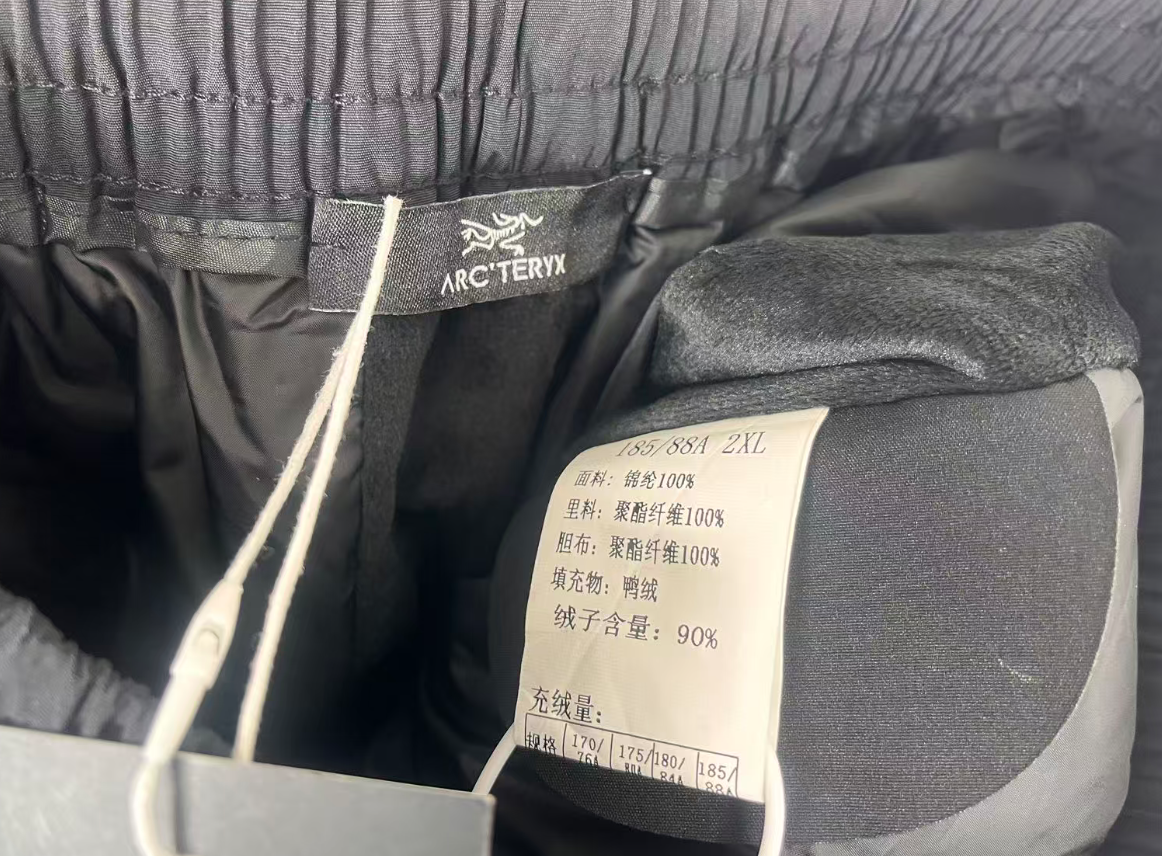 ARC'TERYX
185/88A 2XL
面料: 锦纶100%
里料: 聚酯纤维100%
胆布: 聚酯纤维100%
填充物: 鸭绒
绒子含量: 90%
充绒量:
规格 170/76A 175/80A 180/84A 185/88A